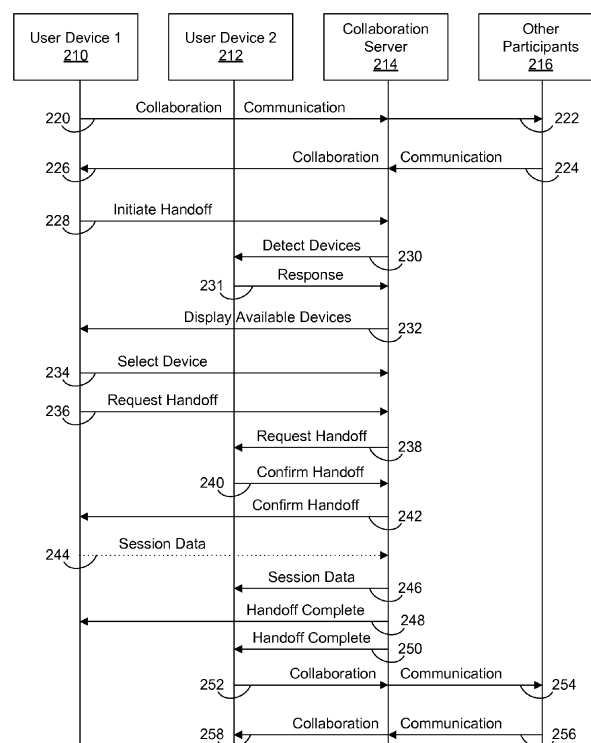 User Device 1
210
User Device 2
212
Collaboration
Server
214
Other
Participants
216
220 Collaboration Communication 222
226 Collaboration Communication 224
228 Initiate Handoff
Detect Devices 230
231 Response
Display Available Devices 232
234 Select Device
236 Request Handoff
Request Handoff 238
240 Confirm Handoff
Confirm Handoff 242
244 Session Data
Session Data 246
Handoff Complete 248
Handoff Complete 250
252 Collaboration Communication 254
258 Collaboration Communication 256